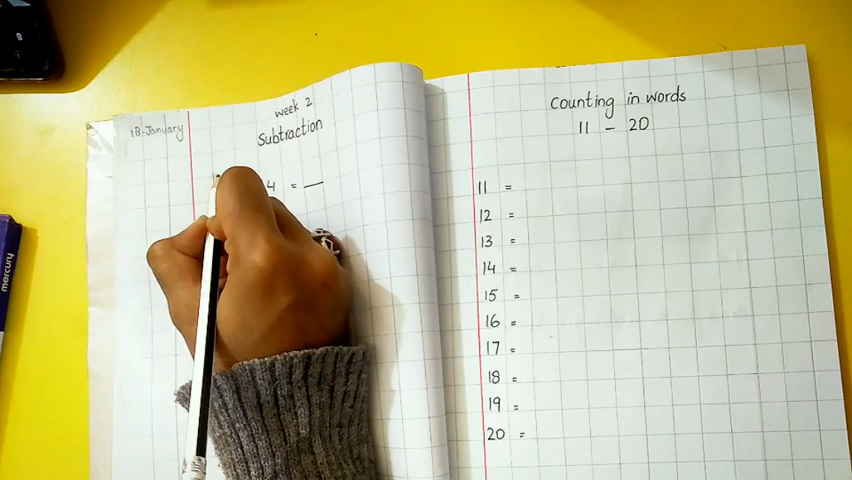 18-January
week 2
Subtraction
4 = __
Counting in words
11 - 20
11 =
12 =
13 =
14 =
15 =
16 =
17 =
18 =
19 =
20 =
mercury